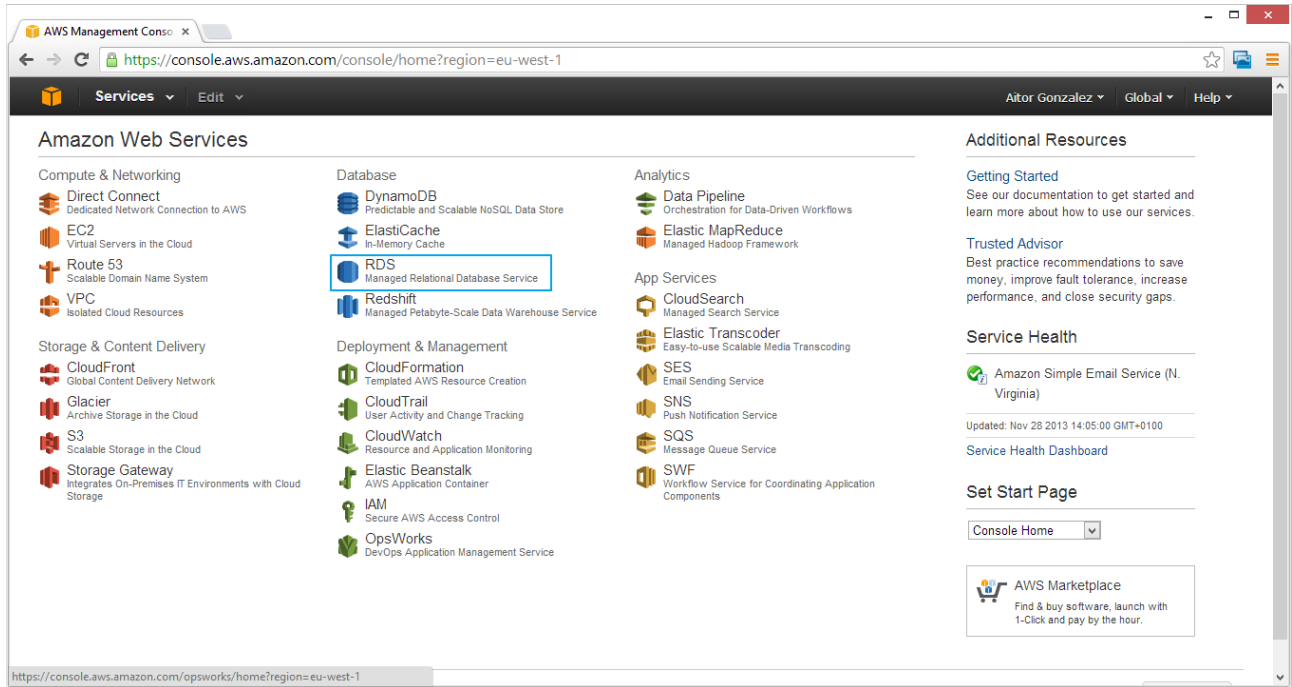 AWS Management Conso
https://console.aws.amazon.com/console/home?region=eu-west-1
Services Edit Aitor Gonzalez Global Help
Amazon Web Services
Compute & Networking
Direct Connect
Dedicated Network Connection to AWS
EC2
Virtual Servers in the Cloud
Route 53
Scalable Domain Name System
VPC
Isolated Cloud Resources
Storage & Content Delivery
CloudFront
Global Content Delivery Network
Glacier
Archive Storage in the Cloud
S3
Scalable Storage in the Cloud
Storage Gateway
Integrates On-Premises IT Environments with Cloud
Storage
Database
DynamoDB
Predictable and Scalable NoSQL Data Store
ElastiCache
In-Memory Cache
RDS
Managed Relational Database Service
Redshift
Managed Petabyte-Scale Data Warehouse Service
Deployment & Management
CloudFormation
Templated AWS Resource Creation
CloudTrail
User Activity and Change Tracking
CloudWatch
Resource and Application Monitoring
Elastic Beanstalk
AWS Application Container
IAM
Secure AWS Access Control
OpsWorks
DevOps Application Management Service
Analytics
Data Pipeline
Orchestration for Data-Driven Workflows
Elastic MapReduce
Managed Hadoop Framework
App Services
CloudSearch
Managed Search Service
Elastic Transcoder
Easy-to-use Scalable Media Transcoding
SES
Email Sending Service
SNS
Push Notification Service
SQS
Message Queue Service
SWF
Workflow Service for Coordinating Application
Components
Additional Resources
Getting Started
See our documentation to get started and
learn more about how to use our services.
Trusted Advisor
Best practice recommendations to save
money, improve fault tolerance, increase
performance, and close security gaps.
Service Health
Amazon Simple Email Service (N.
Virginia)
Updated: Nov 28 2013 14:05:00 GMT+0100
Service Health Dashboard
Set Start Page
Console Home
AWS Marketplace
Find & buy software, launch with
1-Click and pay by the hour.
https://console.aws.amazon.com/opsworks/home?region=eu-west-1